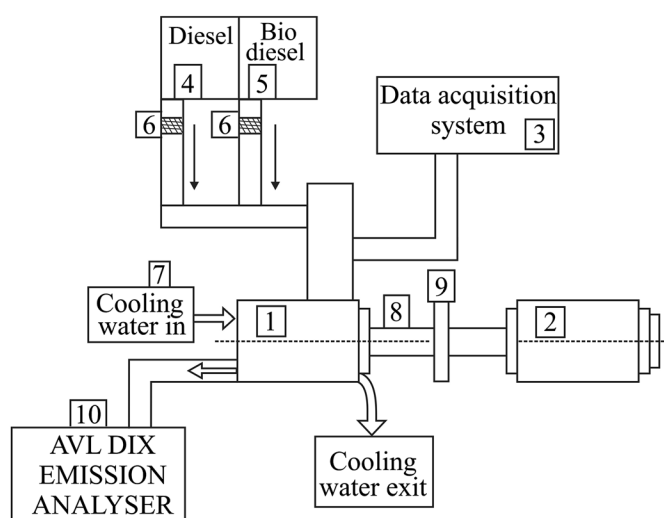 Diesel
Bio
diesel
4
5
6
6
Data acquisition
system
3
7
Cooling
water in
1
8
9
2
10
AVL DIX
EMISSION
ANALYSER
Cooling
water exit